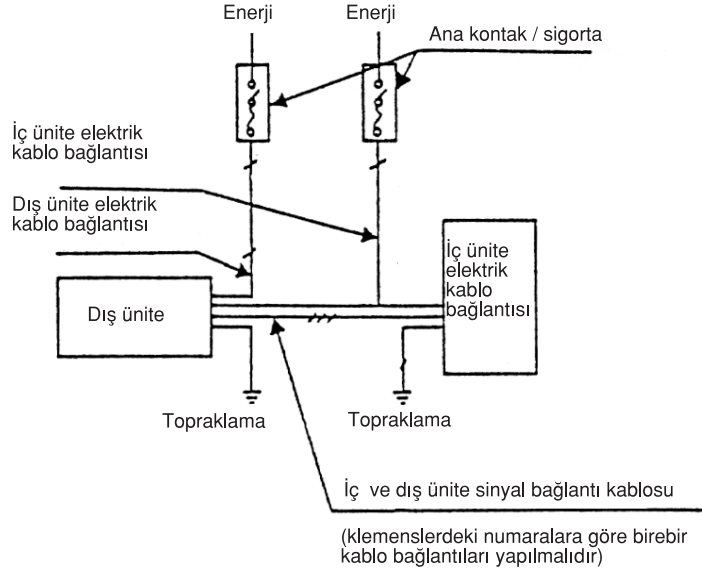 Enerji
Enerji
Ana kontak / sigorta
İç ünite elektrik
kablo bağlantısı
Dış ünite elektrik
kablo bağlantısı
İç ünite
elektrik
kablo
bağlantısı
Dış ünite
Topraklama
Topraklama
İç ve dış ünite sinyal bağlantı kablosu
(klemenslerdeki numaralara göre birebir
kablo bağlantıları yapılmalıdır)